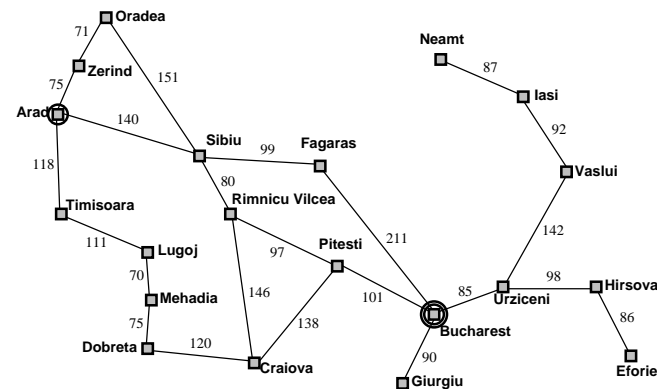 Oradea
71
Neamt
Zerind
87
75
151
Iasi
Arad
140
92
Sibiu
Fagaras
99
118
Vaslui
80
Timisoara
Rimnicu Vilcea
142
111
Lugoj
97
Pitesti
211
70
98
Hirsova
Mehadia
146
101
85
Urziceni
75
138
86
Bucharest
120
Dobreta
90
Craiova
Eforie
Giurgiu